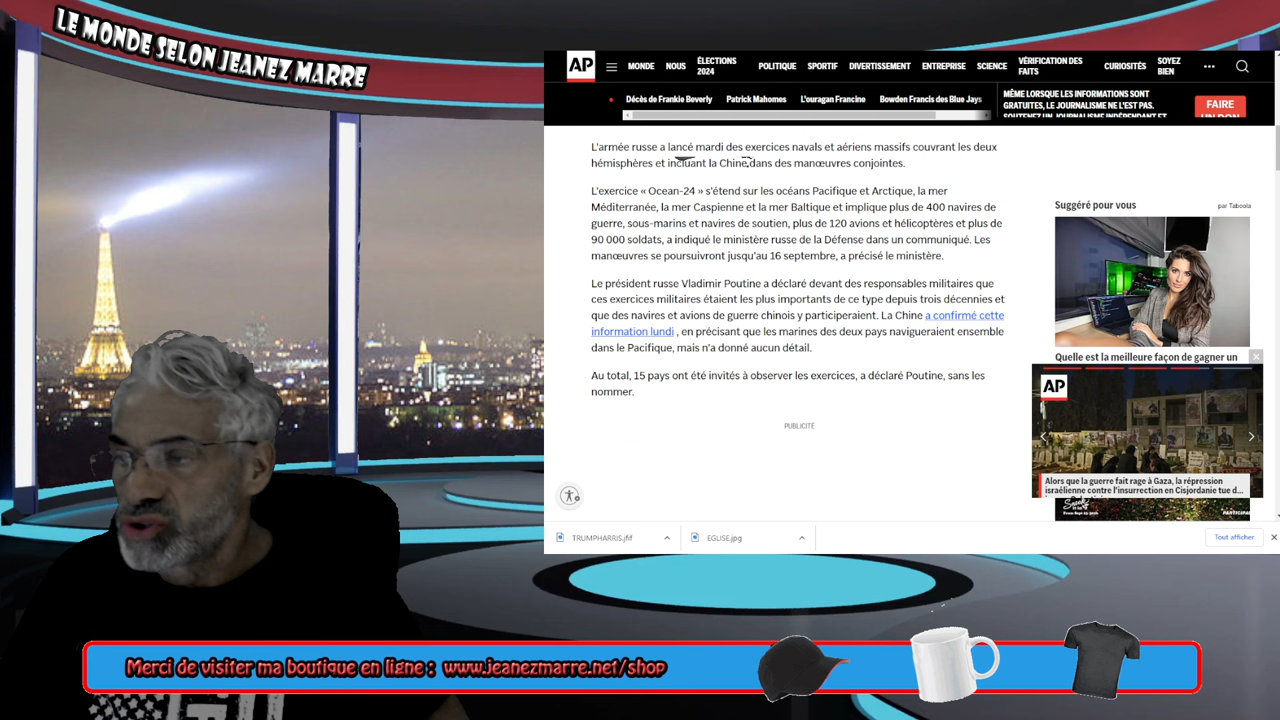 LE MONDE SELON JEANEZ MARRE
AP
MONDE
NOUS
ÉLECTIONS
2024
POLITIQUE
SPORTIF
DIVERTISSEMENT
ENTREPRISE
SCIENCE
VÉRIFICATION DES
FAITS
CURIOSITÉS
SOYEZ
BIEN
Décès de Frankie Beverly
Patrick Mahomes
L'ouragan Francine
Bowden Francis des Blue Jays
MÊME LORSQUE LES INFORMATIONS SONT
GRATUITES, LE JOURNALISME NE L'EST PAS.
SOUTENEZ UN JOURNALISME INDÉPENDANT ET
FAIRE
UN DON
L'armée russe a lancé mardi des exercices navals et aériens massifs couvrant les deux
hémisphères et incluant la Chine dans des manœuvres conjointes.
L'exercice « Ocean-24 » s'étend sur les océans Pacifique et Arctique, la mer
Méditerranée, la mer Caspienne et la mer Baltique et implique plus de 400 navires de
guerre, sous-marins et navires de soutien, plus de 120 avions et hélicoptères et plus de
90 000 soldats, a indiqué le ministère russe de la Défense dans un communiqué. Les
manœuvres se poursuivront jusqu'au 16 septembre, a précisé le ministère.
Le président russe Vladimir Poutine a déclaré devant des responsables militaires que
ces exercices militaires étaient les plus importants de ce type depuis trois décennies et
que des navires et avions de guerre chinois y participeraient. La Chine a confirmé cette
information lundi , en précisant que les marines des deux pays navigueraient ensemble
dans le Pacifique, mais n'a donné aucun détail.
Au total, 15 pays ont été invités à observer les exercices, a déclaré Poutine, sans les
nommer.
PUBLICITÉ
Suggéré pour vous
par Taboola
Quelle est la meilleure façon de gagner un
AP
Alors que la guerre fait rage à Gaza, la répression
israélienne contre l'insurrection en Cisjordanie tue d...
TRUMPHARRIS.jfif
EGLISE.jpg
Tout afficher
Merci de visiter ma boutique en ligne : www.jeanezmarre.net/shop